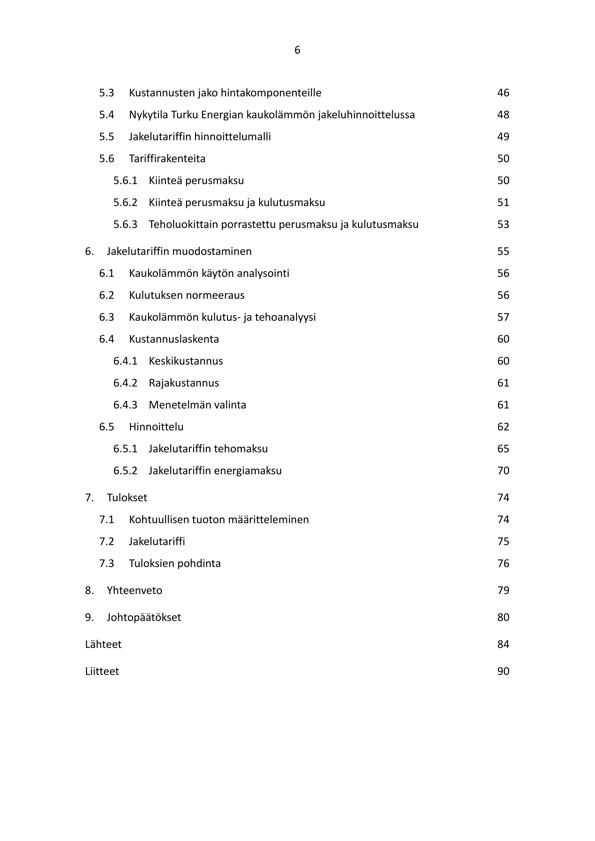 6
5.3 Kustannusten jako hintakomponenteille 46
5.4 Nykytila Turku Energian kaukolämmön jakeluhinnoittelussa 48
5.5 Jakelutariffin hinnoittelumalli 49
5.6 Tariffirakenteita 50
5.6.1 Kiinteä perusmaksu 50
5.6.2 Kiinteä perusmaksu ja kulutusmaksu 51
5.6.3 Teholuokittain porrastettu perusmaksu ja kulutusmaksu 53
6. Jakelutariffin muodostaminen 55
6.1 Kaukolämmön käytön analysointi 56
6.2 Kulutuksen normeeraus 56
6.3 Kaukolämmön kulutus- ja tehoanalyysi 57
6.4 Kustannuslaskenta 60
6.4.1 Keskikustannus 60
6.4.2 Rajakustannus 61
6.4.3 Menetelmän valinta 61
6.5 Hinnoittelu 62
6.5.1 Jakelutariffin tehomaksu 65
6.5.2 Jakelutariffin energiamaksu 70
7. Tulokset 74
7.1 Kohtuullisen tuoton määritteleminen 74
7.2 Jakelutariffi 75
7.3 Tuloksien pohdinta 76
8. Yhteenveto 79
9. Johtopäätökset 80
Lähteet 84
Liitteet 90